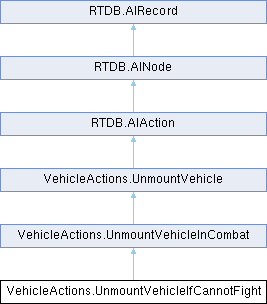 RTDB.AIRecord
RTDB.AINode
RTDB.AIAction
VehicleActions.UnmountVehicle
VehicleActions.UnmountVehicleInCombat
VehicleActions.UnmountVehicleIfCannotFight